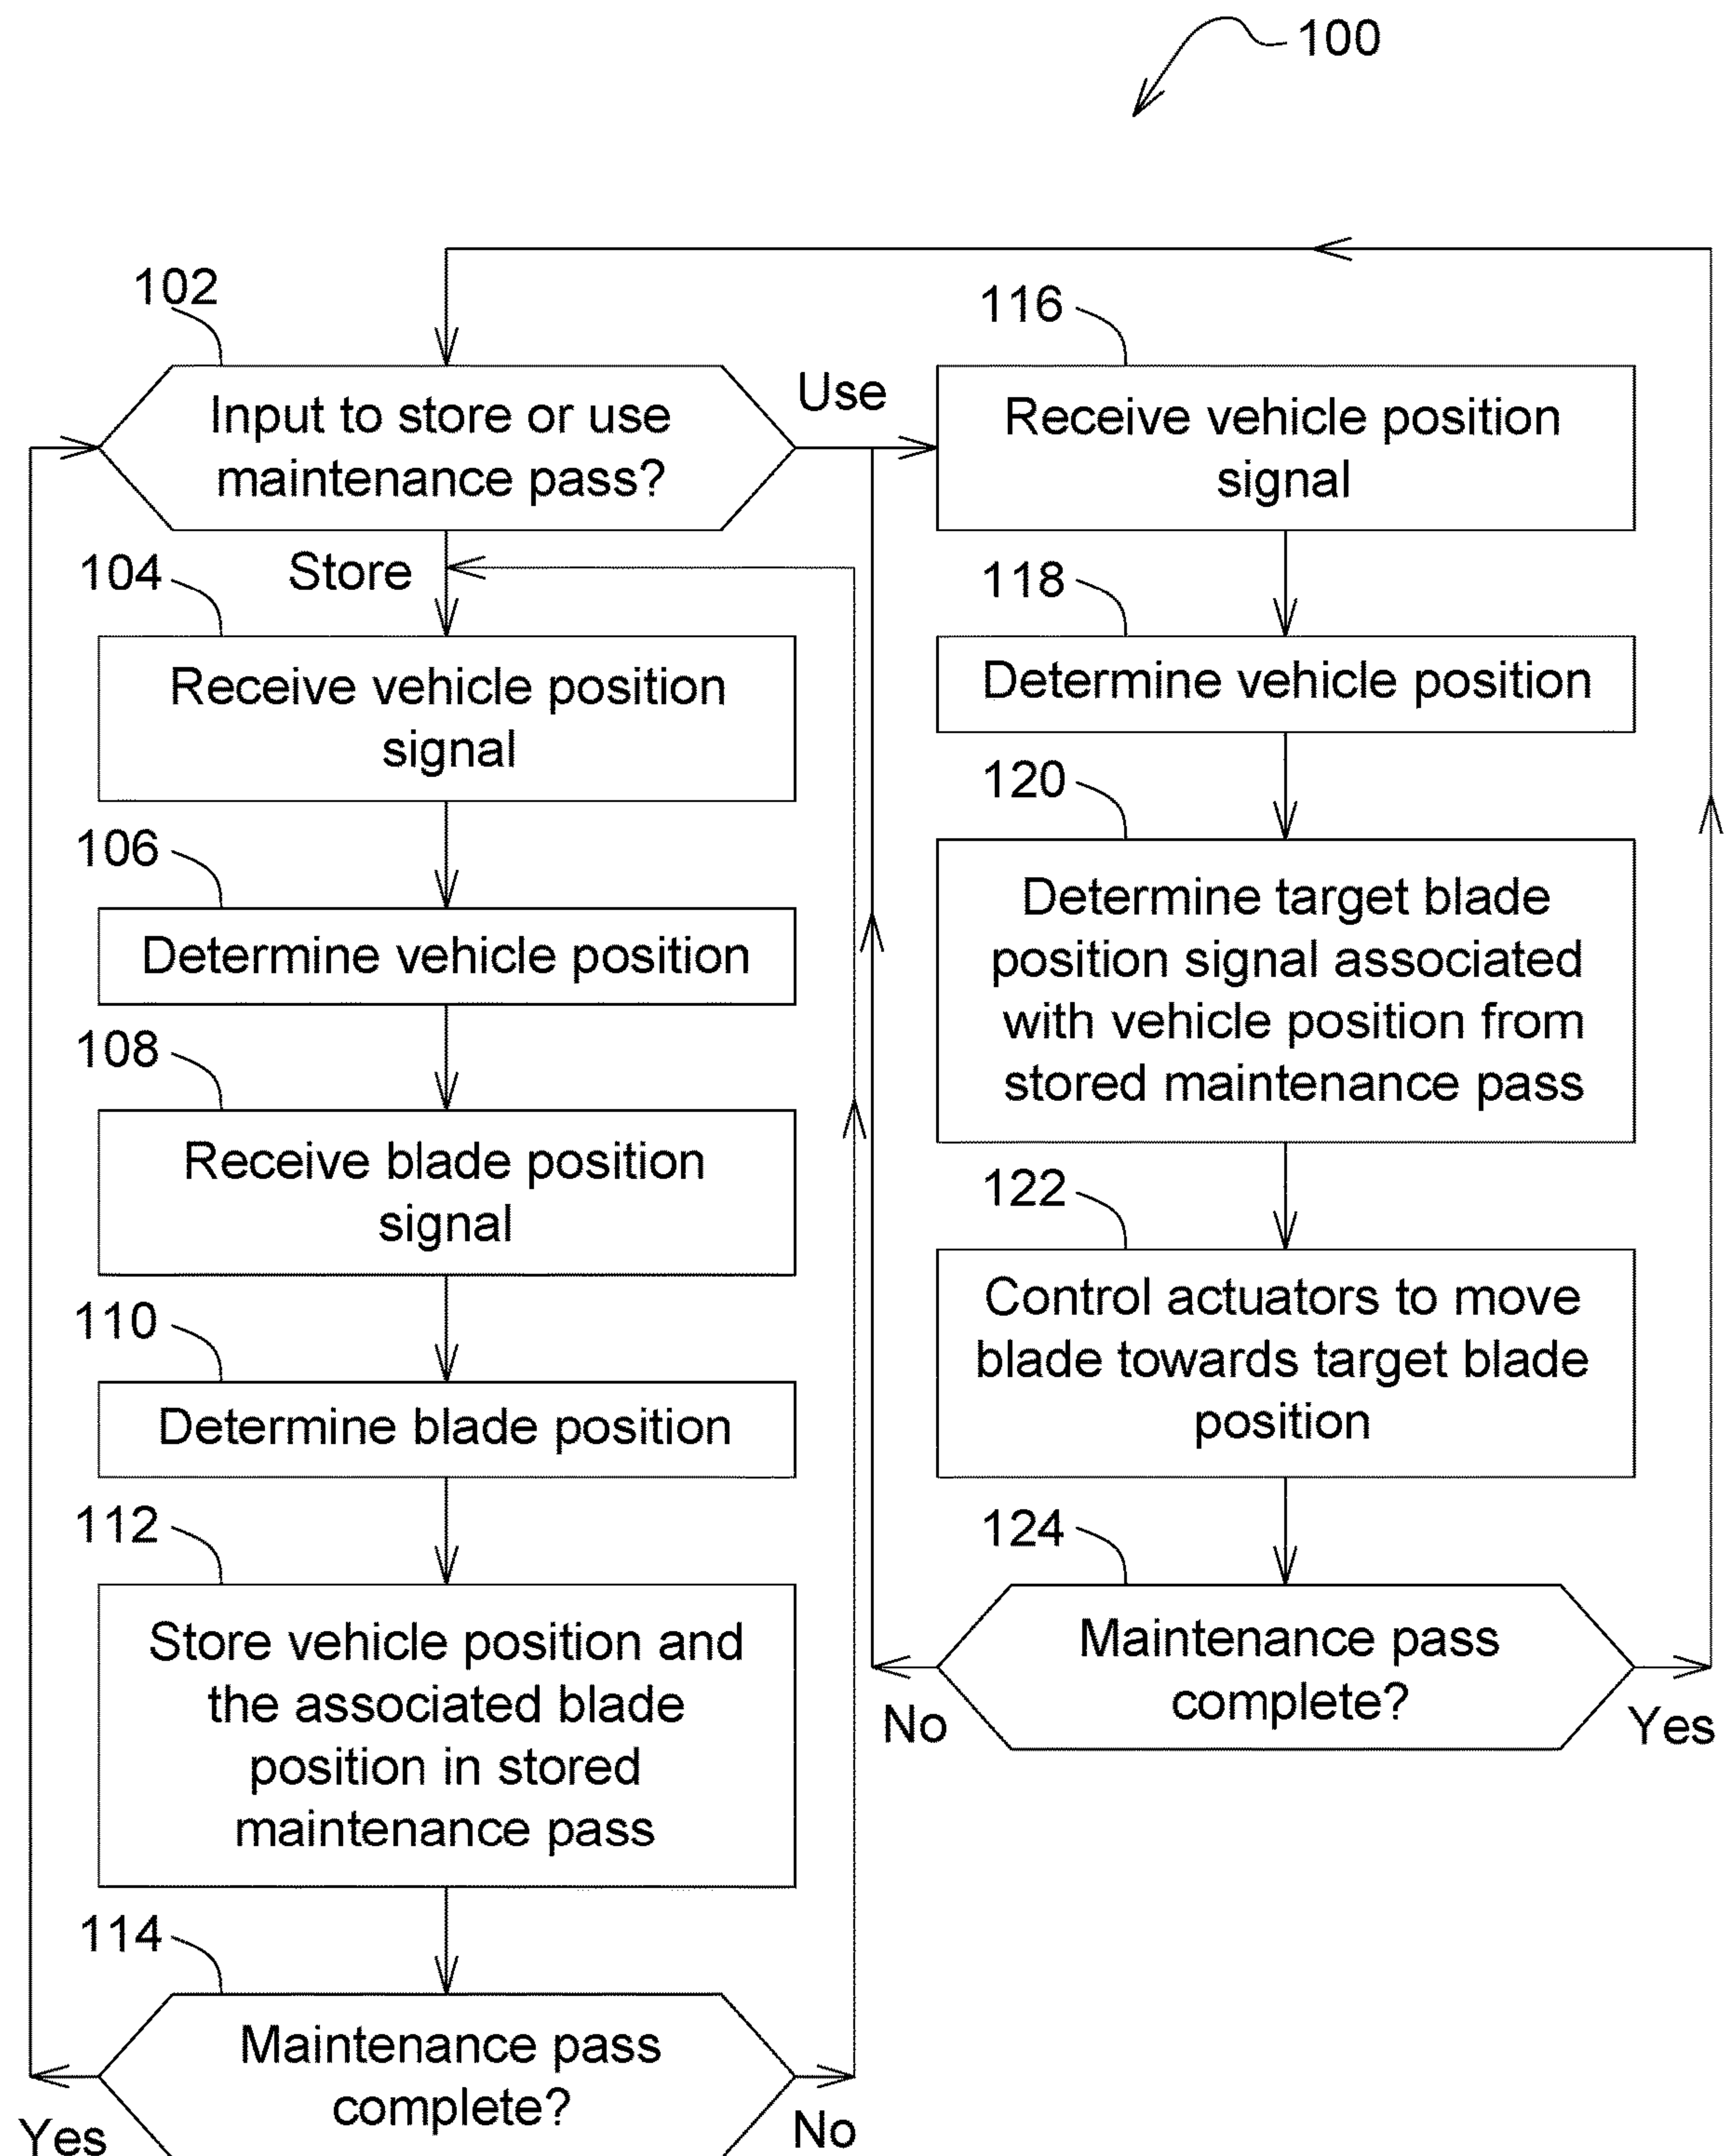 100
102
Input to store or use
maintenance pass?
Use
Store
104
Receive vehicle position
signal
106
Determine vehicle position
108
Receive blade position
signal
110
Determine blade position
112
Store vehicle position and
the associated blade
position in stored
maintenance pass
114
Maintenance pass
complete?
Yes
No
116
Receive vehicle position
signal
118
Determine vehicle position
120
Determine target blade
position signal associated
with vehicle position from
stored maintenance pass
122
Control actuators to move
blade towards target blade
position
124
Maintenance pass
complete?
No
Yes